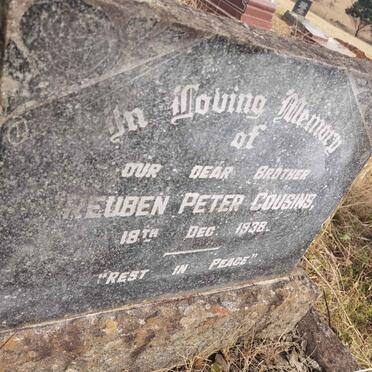 In Loving Memory
of
OUR DEAR BROTHER
REUBEN PETER COUSINS,
18TH DEC. 1938.
"REST IN PEACE"